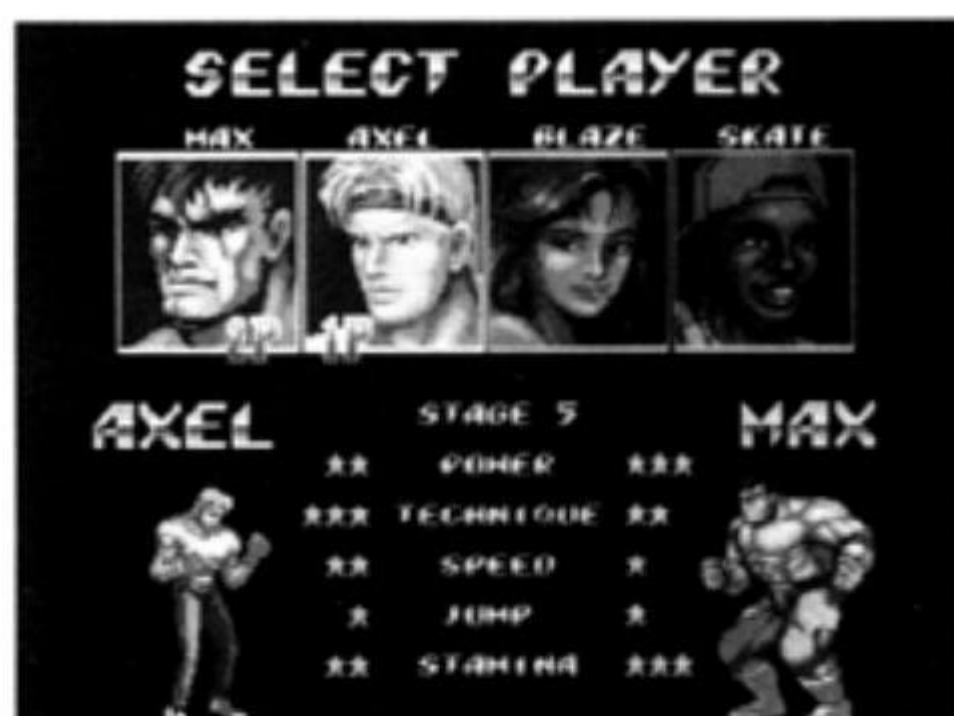 SELECT PLAYER
MAX AXEL BLAZE SKATE
2P 1P
AXEL STAGE 5 MAX
★★ POWER ★★★
★★★ TECHNIQUE ★★
★★ SPEED ★
★ JUMP ★
★★ STAMINA ★★★